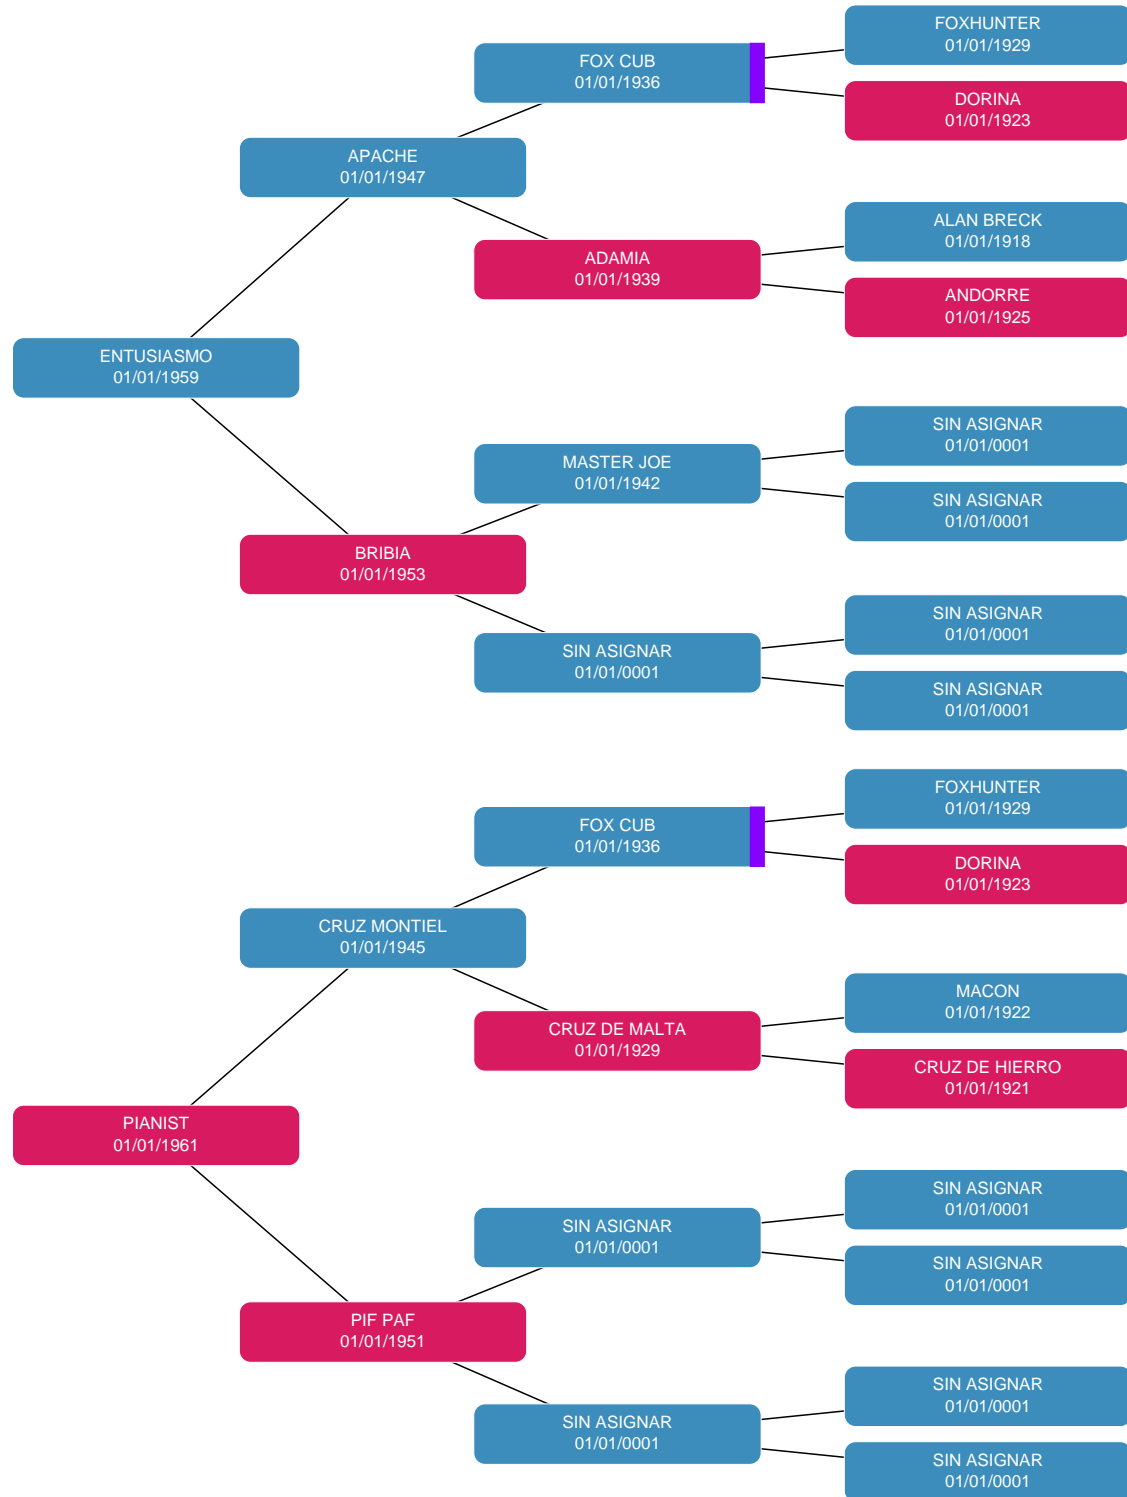 FOXHUNTER
01/01/1929
FOX CUB
01/01/1936
DORINA
01/01/1923
APACHE
01/01/1947
ALAN BRECK
01/01/1918
ADAMIA
01/01/1939
ANDORRE
01/01/1925
ENTUSIASMO
01/01/1959
SIN ASIGNAR
01/01/0001
MASTER JOE
01/01/1942
SIN ASIGNAR
01/01/0001
BRIBIA
01/01/1953
SIN ASIGNAR
01/01/0001
SIN ASIGNAR
01/01/0001
SIN ASIGNAR
01/01/0001
FOXHUNTER
01/01/1929
FOX CUB
01/01/1936
DORINA
01/01/1923
CRUZ MONTIEL
01/01/1945
MACON
01/01/1922
CRUZ DE MALTA
01/01/1929
CRUZ DE HIERRO
01/01/1921
PIANIST
01/01/1961
SIN ASIGNAR
01/01/0001
SIN ASIGNAR
01/01/0001
SIN ASIGNAR
01/01/0001
PIF PAF
01/01/1951
SIN ASIGNAR
01/01/0001
SIN ASIGNAR
01/01/0001
SIN ASIGNAR
01/01/0001